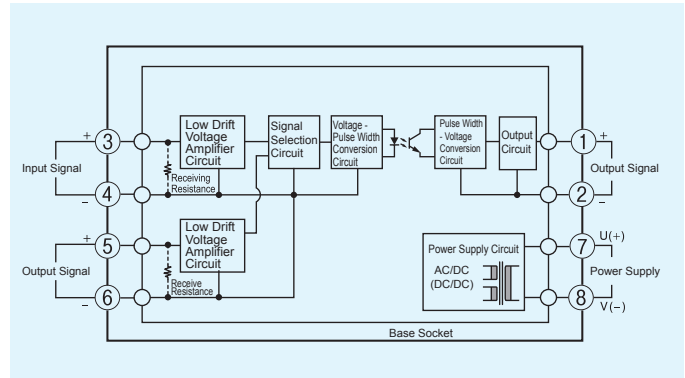 Low Drift
Voltage
Amplifier
Circuit
Signal
Selection
Circuit
Voltage -
Pulse Width
Conversion
Circuit
Pulse Width
- Voltage
Conversion
Circuit
Output
Circuit
+
3
Input Signal
4
−
Receiving
Resistance
+
1
Output Signal
2
−
Low Drift
Voltage
Amplifier
Circuit
+
5
Output Signal
6
−
Receive
Resistance
Power Supply Circuit
AC/DC
(DC/DC)
U(+)
7
Power Supply
8
V(−)
Base Socket